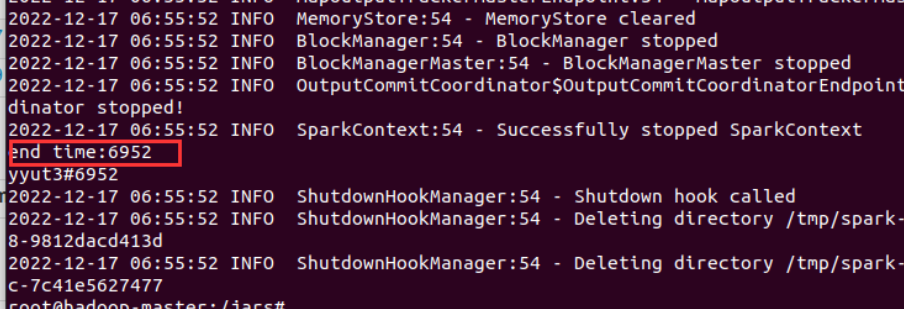 2022-12-17 06:55:52 INFO  MemoryStore:54 - MemoryStore cleared
2022-12-17 06:55:52 INFO  BlockManager:54 - BlockManager stopped
2022-12-17 06:55:52 INFO  BlockManagerMaster:54 - BlockManagerMaster stopped
2022-12-17 06:55:52 INFO  OutputCommitCoordinator$OutputCommitCoordinatorEndpoint
dinator stopped!
2022-12-17 06:55:52 INFO  SparkContext:54 - Successfully stopped SparkContext
end time:6952
yyut3#6952
2022-12-17 06:55:52 INFO  ShutdownHookManager:54 - Shutdown hook called
2022-12-17 06:55:52 INFO  ShutdownHookManager:54 - Deleting directory /tmp/spark-
8-9812dacd413d
2022-12-17 06:55:52 INFO  ShutdownHookManager:54 - Deleting directory /tmp/spark-
c-7c41e5627477
root@hadoop-master:/jars#